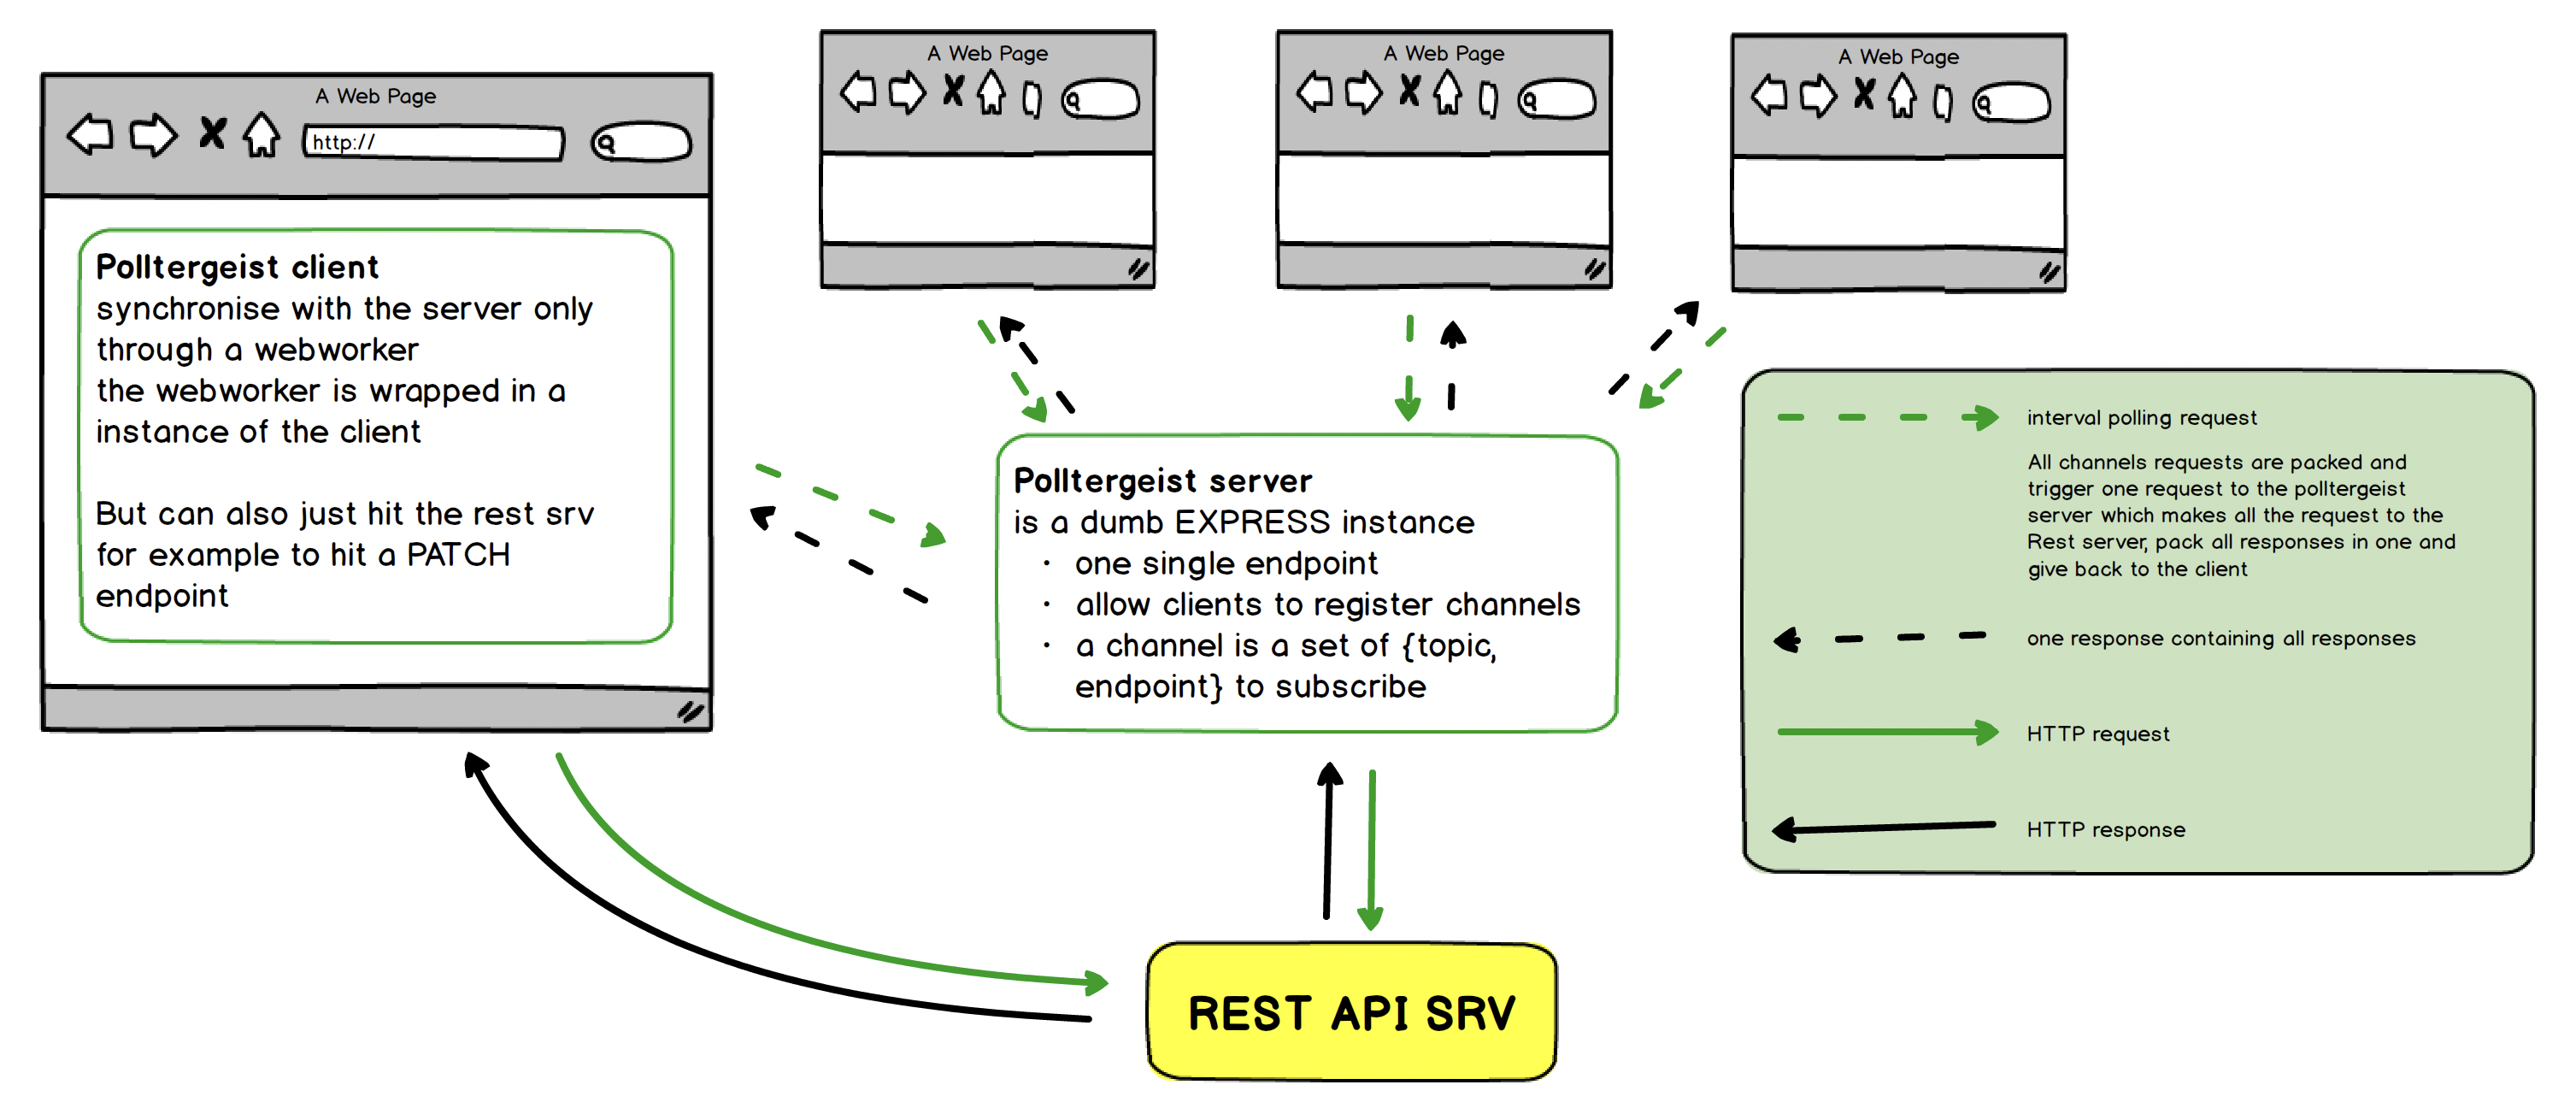 A Web Page
http://
Polltergeist client
synchronise with the server only
through a webworker
the webworker is wrapped in a
instance of the client
But can also just hit the rest srv
for example to hit a PATCH
endpoint
A Web Page
A Web Page
A Web Page
Polltergeist server
is a dumb EXPRESS instance
• one single endpoint
• allow clients to register channels
• a channel is a set of {topic,
endpoint} to subscribe
interval polling request
All channels requests are packed and
trigger one request to the polltergeist
server which makes all the request to the
Rest server, pack all responses in one and
give back to the client
one response containing all responses
HTTP request
HTTP response
REST API SRV